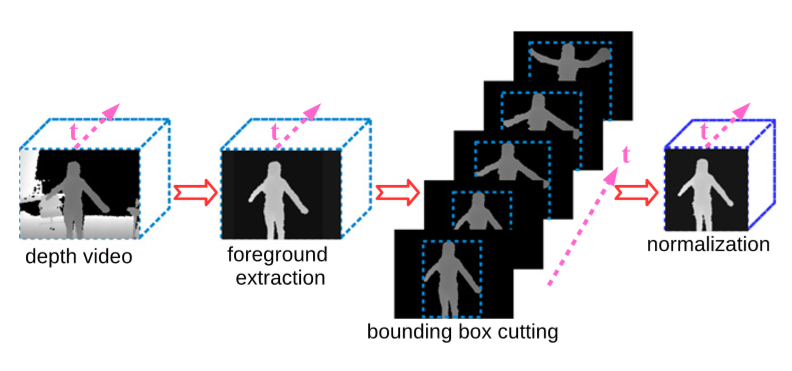 t
t
t
t
depth video
foreground
extraction
bounding box cutting
normalization